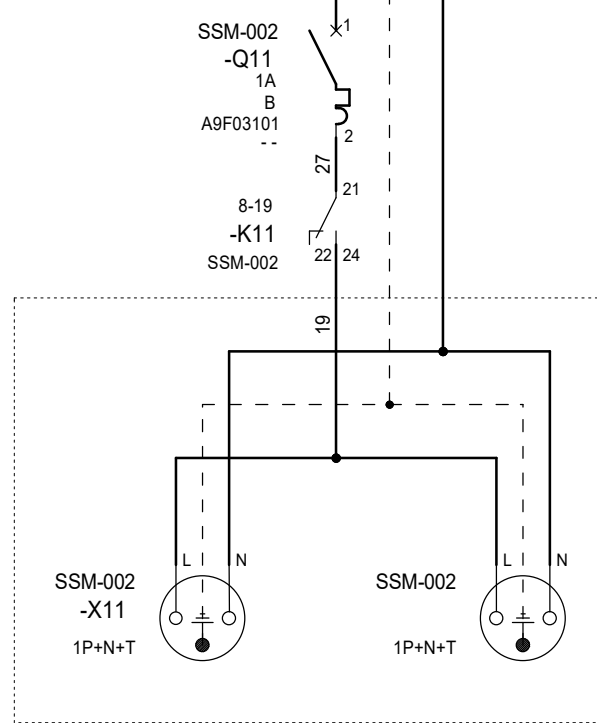 1
SSM-002
-Q11
1A
B
A9F03101
- -
2
27
21
8-19
-K11
SSM-002
22 24
19
L N
SSM-002
-X11
1P+N+T
L N
SSM-002
1P+N+T